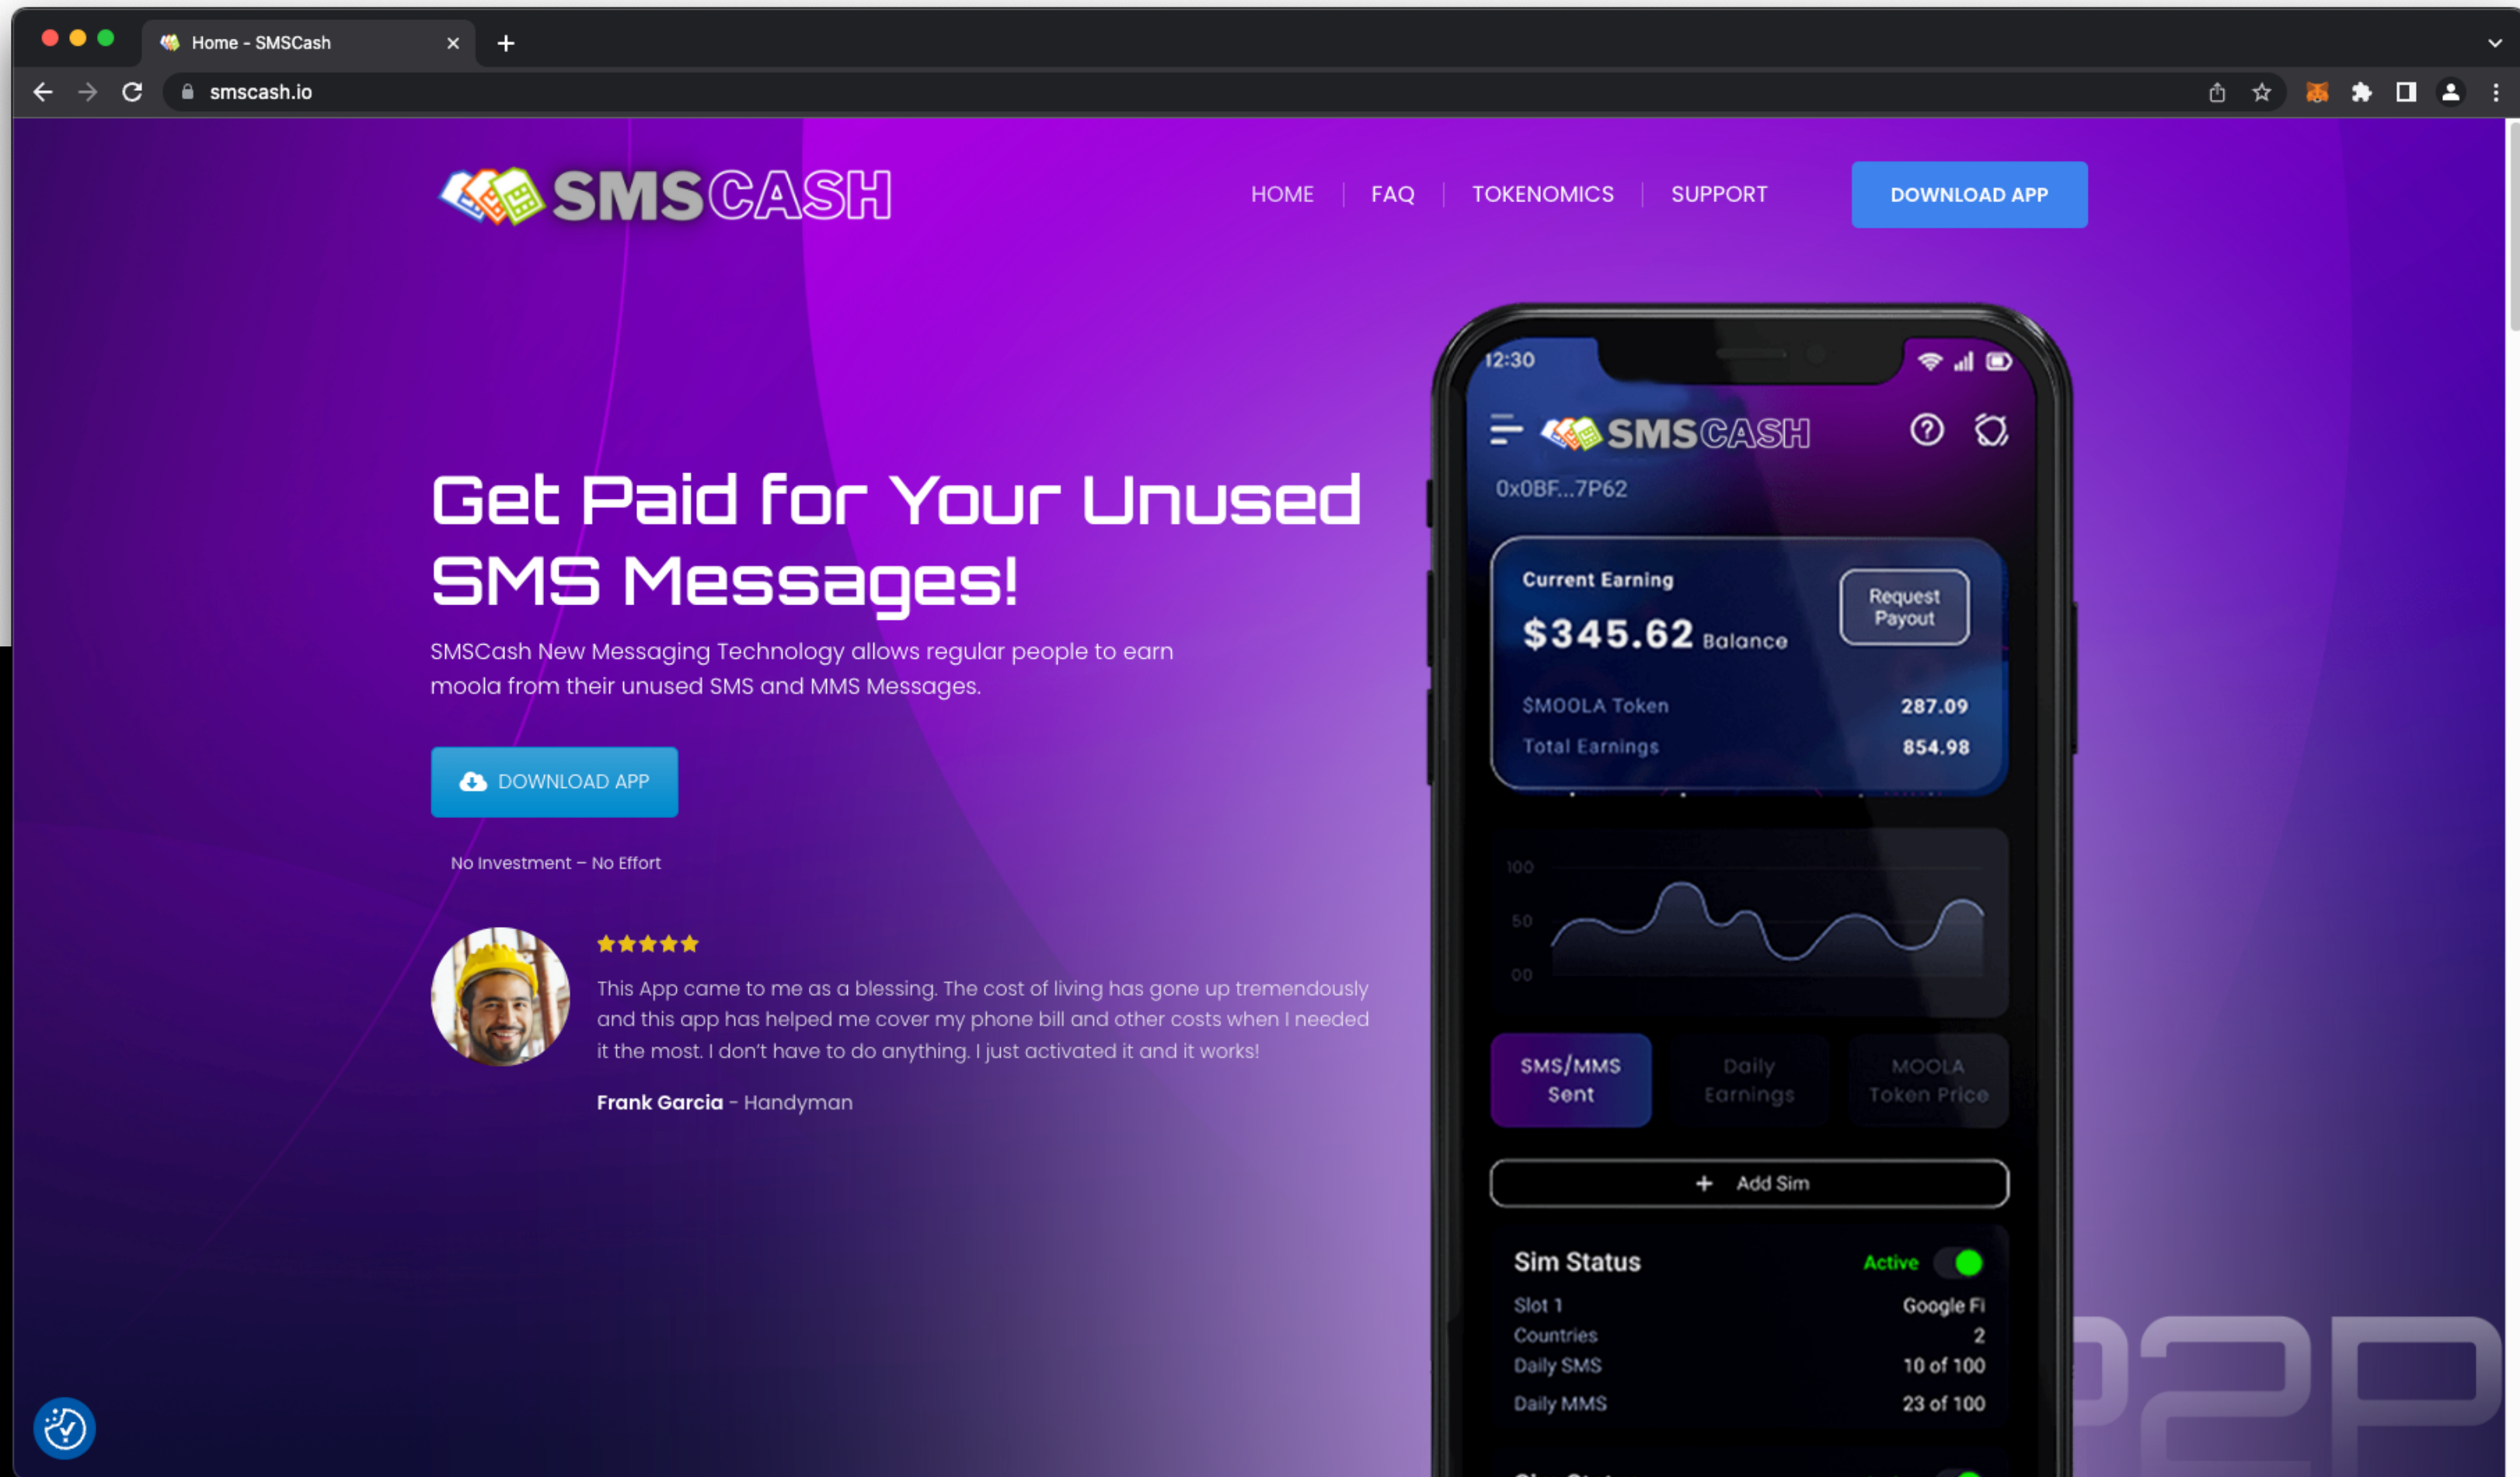 Home - SMSCash
smscash.io
SMSCASH
HOME
FAQ
TOKENOMICS
SUPPORT
DOWNLOAD APP
Get Paid for Your Unused
SMS Messages!
SMSCash New Messaging Technology allows regular people to earn
moola from their unused SMS and MMS Messages.
DOWNLOAD APP
No Investment – No Effort
This App came to me as a blessing. The cost of living has gone up tremendously
and this app has helped me cover my phone bill and other costs when I needed
it the most. I don't have to do anything. I just activated it and it works!
Frank Garcia - Handyman
12:30
SMSCASH
0x0BF...7P62
Current Earning
Request
Payout
$345.62 Balance
$MOOLA Token 287.09
Total Earnings 854.98
100
50
00
SMS/MMS
Sent
Daily
Earnings
MOOLA
Token Price
+ Add Sim
Sim Status Active
Slot 1 Google Fi
Countries 2
Daily SMS 10 of 100
Daily MMS 23 of 100
P2P